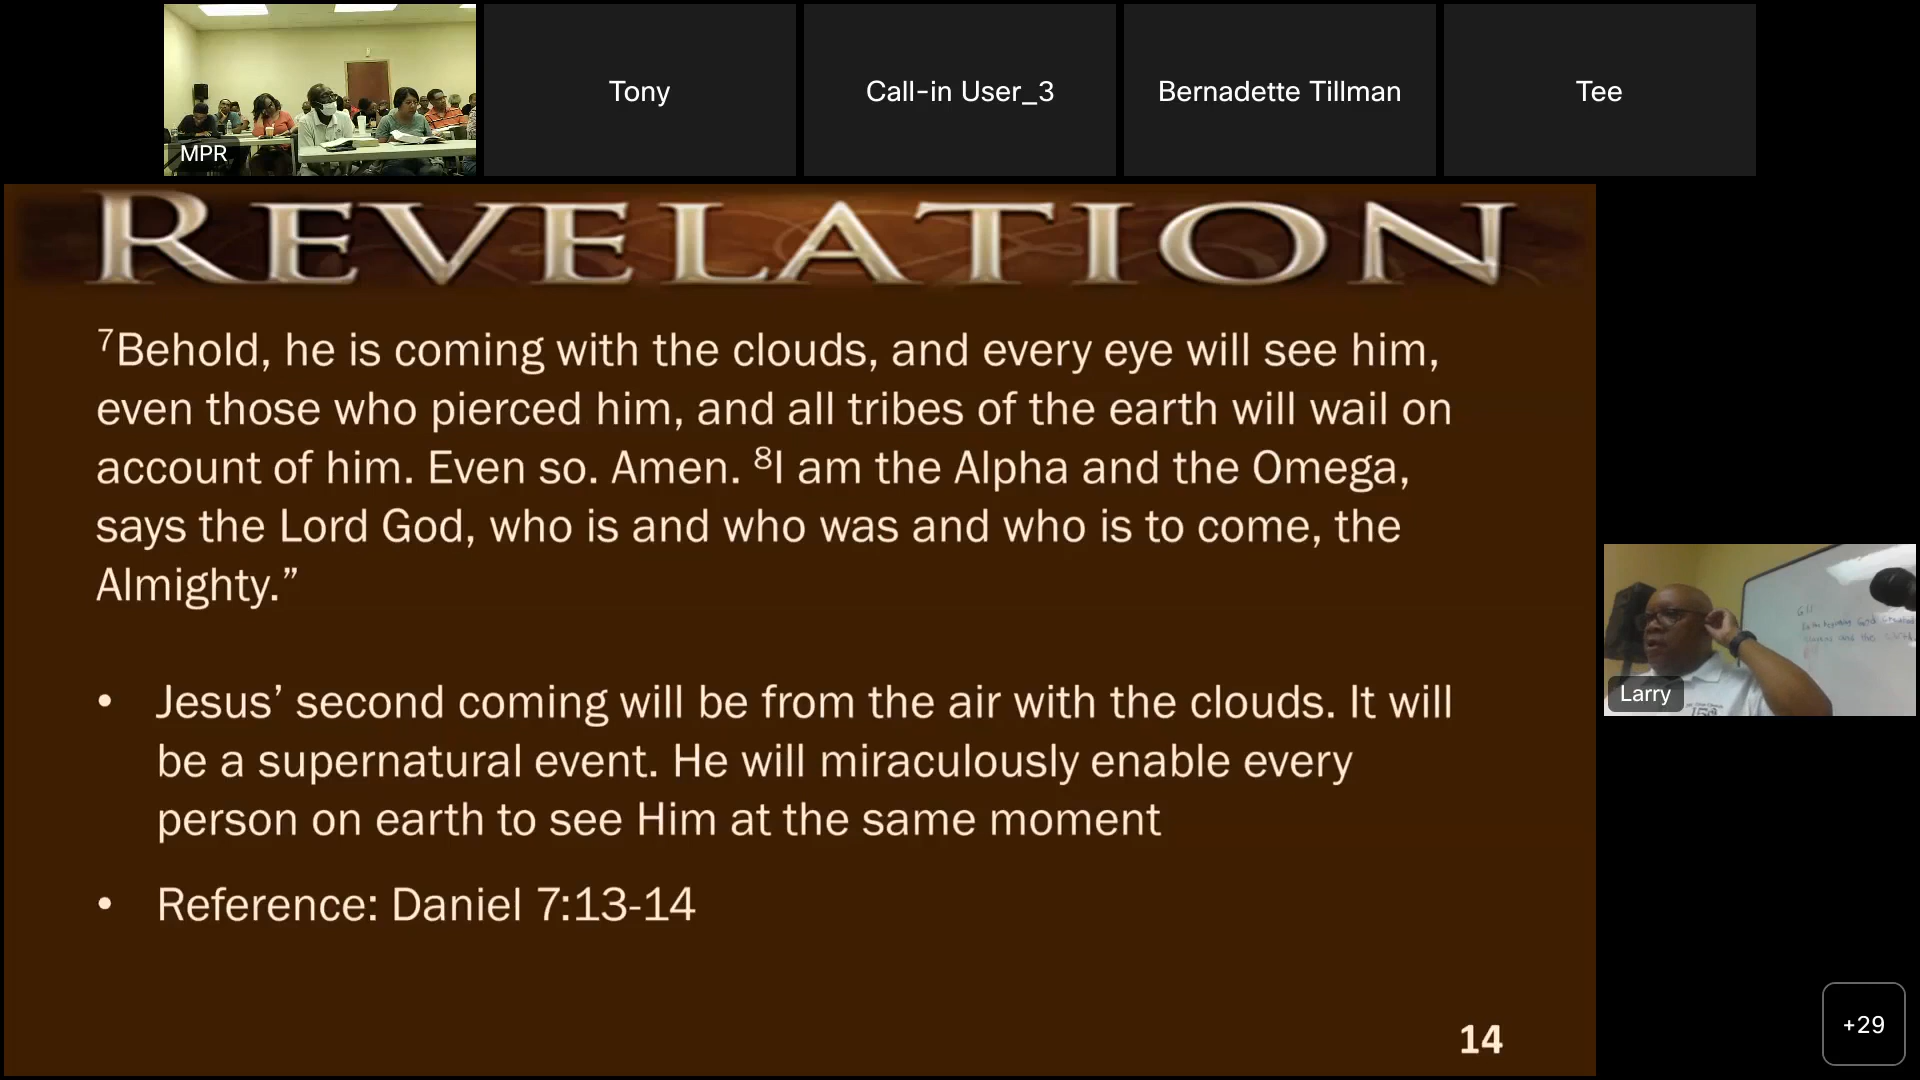 MPR
Tony
Call-in User_3
Bernadette Tillman
Tee
REVELATION
⁷Behold, he is coming with the clouds, and every eye will see him,
even those who pierced him, and all tribes of the earth will wail on
account of him. Even so. Amen. ⁸I am the Alpha and the Omega,
says the Lord God, who is and who was and who is to come, the
Almighty.”
• Jesus’ second coming will be from the air with the clouds. It will
be a supernatural event. He will miraculously enable every
person on earth to see Him at the same moment
• Reference: Daniel 7:13-14
14
Larry
+29